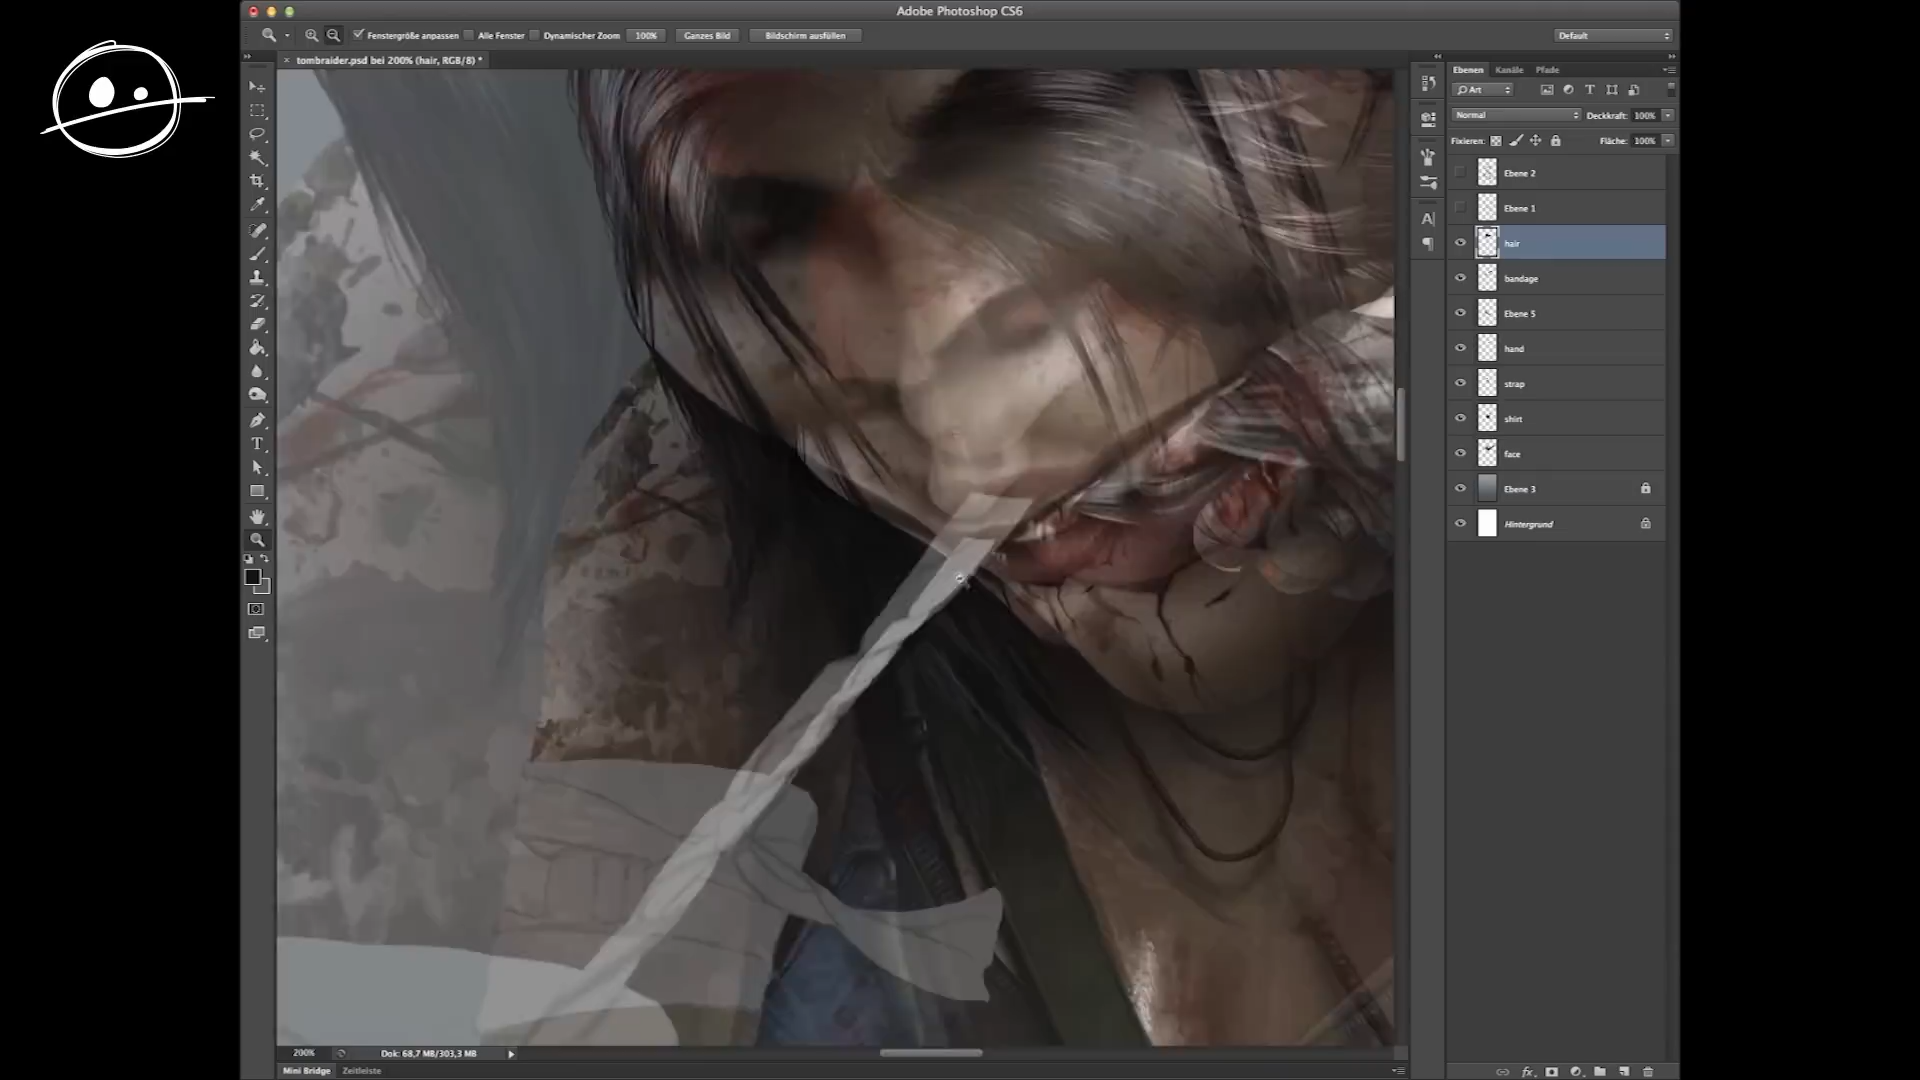 Adobe Photoshop CS6
Fenstergröße anpassen Alle Fenster Dynamischer Zoom 100% Ganzes Bild Bildschirm ausfüllen Default
tombraider.psd bei 200% (hair, RGB/8) *
Ebenen Kanäle Pfade
Art
Normal Deckkraft: 100%
Fixieren: Fläche: 100%
Ebene 2
Ebene 1
hair
bandage
Ebene 5
hand
strap
shirt
face
Ebene 3
Hintergrund
200% Dok: 68,7 MB/303,3 MB
Mini Bridge Zeitleiste